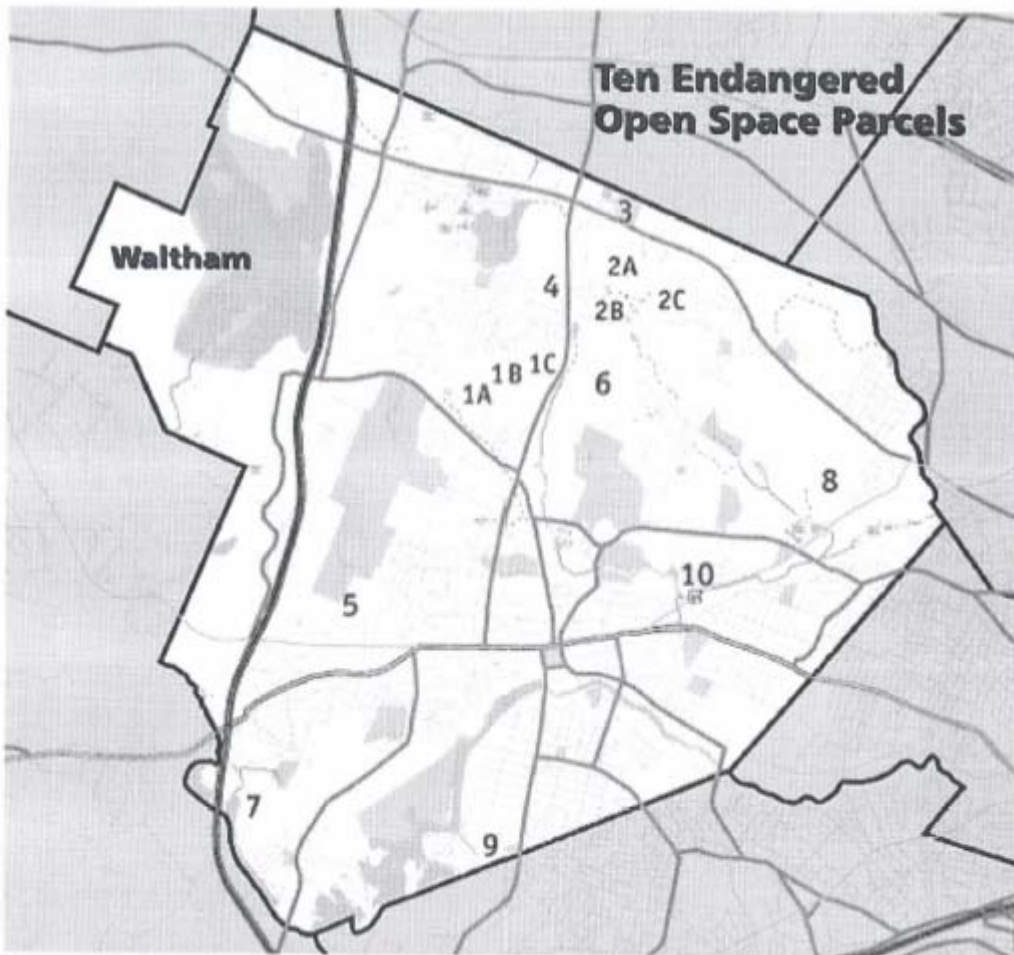 Ten Endangered
Open Space Parcels
Waltham
3
2A
4
2B
2C
1A
1B
1C
6
8
10
5
7
9